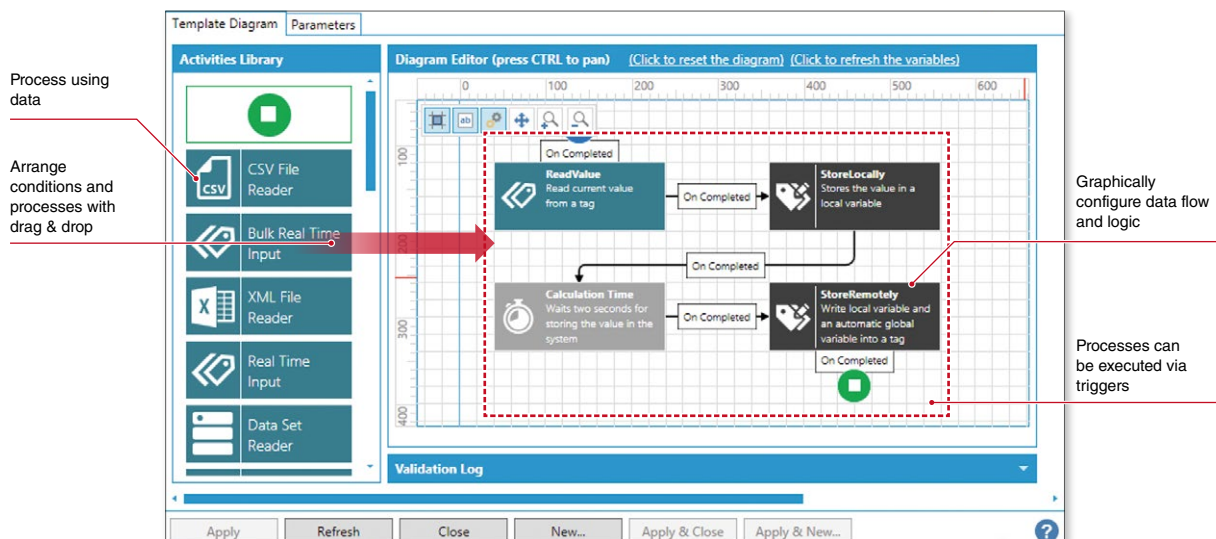 Template Diagram
Parameters
Activities Library
Diagram Editor (press CTRL to pan)
(Click to reset the diagram)
(Click to refresh the variables)
Process using
data
Arrange
conditions and
processes with
drag & drop
CSV
CSV File
Reader
Bulk Real Time
Input
X
XML File
Reader
Real Time
Input
Data Set
Reader
0
100
200
300
400
500
600
100
200
300
400
ab
On Completed
ReadValue
Read current value
from a tag
On Completed
StoreLocally
Stores the value in a
local variable
On Completed
Calculation Time
Waits two seconds for
storing the value in the
system
On Completed
StoreRemotely
Write local variable and
an automatic global
variable into a tag
On Completed
Graphically
configure data flow
and logic
Processes can
be executed via
triggers
Validation Log
Apply
Refresh
Close
New...
Apply & Close
Apply & New...
?